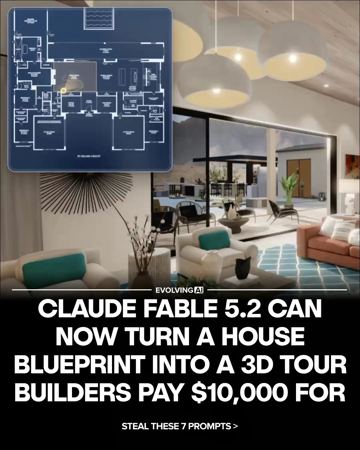 EVOLVING AI
CLAUDE FABLE 5.2 CAN
NOW TURN A HOUSE
BLUEPRINT INTO A 3D TOUR
BUILDERS PAY $10,000 FOR
STEAL THESE 7 PROMPTS >